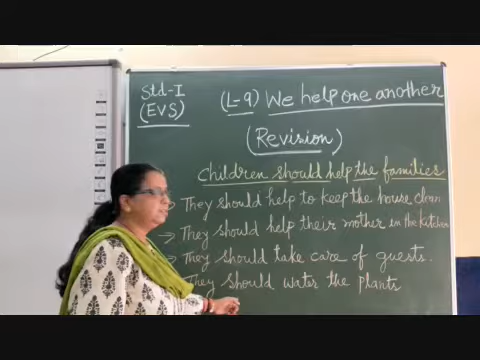 Std-I
(EVS)
(L-9) We help one another
(Revision)
Children should help the families
They should help to keep the house clean
→ They should help their mother in the kitchen
→ They should take care of guests.
They should water the plants